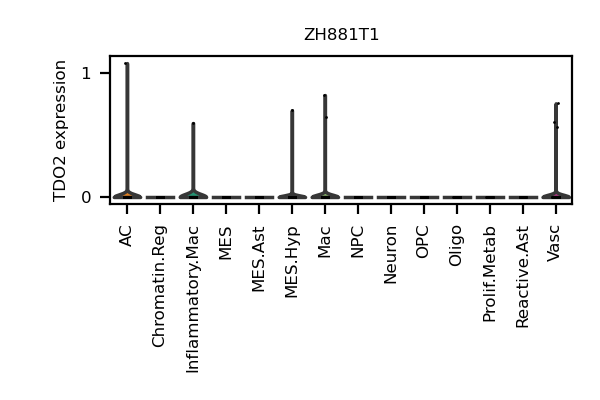 ZH881T1
TDO2 expression
1
0
AC
Chromatin.Reg
Inflammatory.Mac
MES
MES.Ast
MES.Hyp
Mac
NPC
Neuron
OPC
Oligo
Prolif.Metab
Reactive.Ast
Vasc